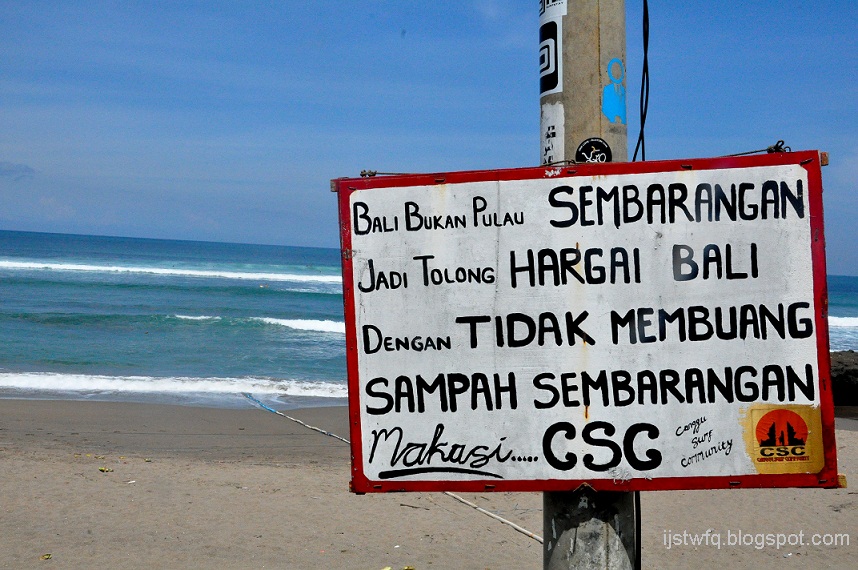 BALI BUKAN PULAU SEMBARANGAN
JADI TOLONG HARGAI BALI
DENGAN TIDAK MEMBUANG
SAMPAH SEMBARANGAN
Makasi..... CSC
Canggu
Surf
Community
CSC
ijstwfq.blogspot.com